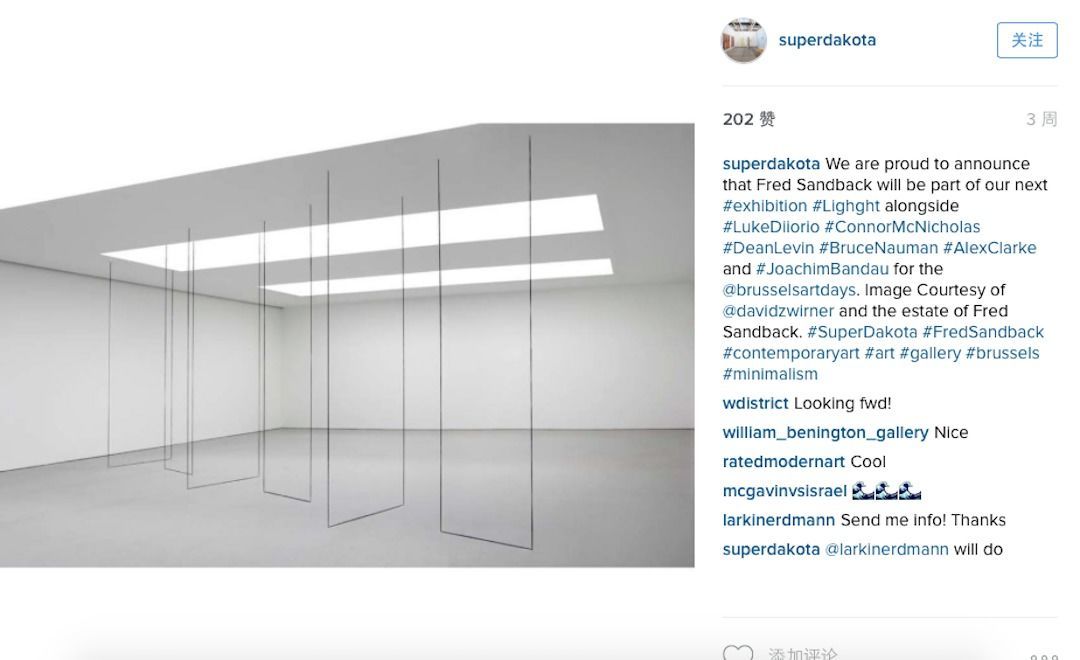 superdakota
关注
202 赞
3 周
superdakota We are proud to announce
that Fred Sandback will be part of our next
#exhibition #Lighght alongside
#LukeDiiorio #ConnorMcNicholas
#DeanLevin #BruceNauman #AlexClarke
and #JoachimBandau for the
@brusselsartdays. Image Courtesy of
@davidzwirner and the estate of Fred
Sandback. #SuperDakota #FredSandback
#contemporaryart #art #gallery #brussels
#minimalism
wdistrict Looking fwd!
william_benington_gallery Nice
ratedmodernart Cool
mcgavinvsisrael 🌊🌊🌊
larkinerdmann Send me info! Thanks
superdakota @larkinerdmann will do
添加评论